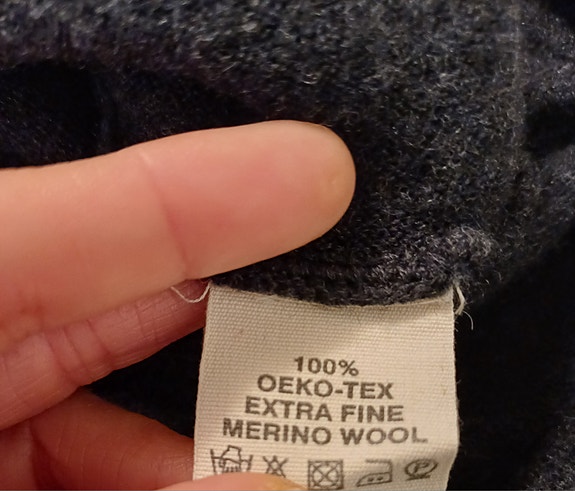 100%
OEKO-TEX
EXTRA FINE
MERINO WOOL
P